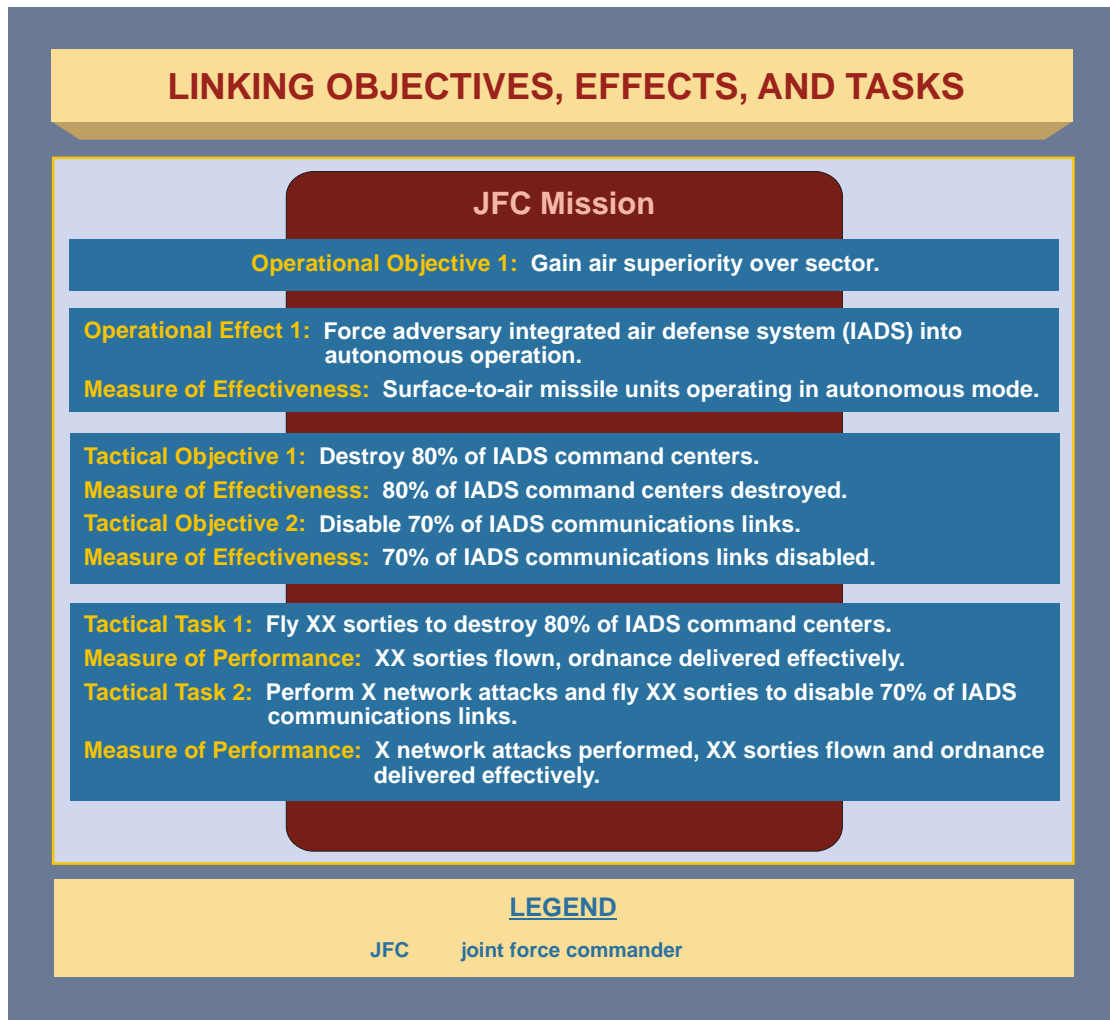 LINKING OBJECTIVES, EFFECTS, AND TASKS
JFC Mission
Operational Objective 1: Gain air superiority over sector.
Operational Effect 1: Force adversary integrated air defense system (IADS) into
autonomous operation.
Measure of Effectiveness: Surface-to-air missile units operating in autonomous mode.
Tactical Objective 1: Destroy 80% of IADS command centers.
Measure of Effectiveness: 80% of IADS command centers destroyed.
Tactical Objective 2: Disable 70% of IADS communications links.
Measure of Effectiveness: 70% of IADS communications links disabled.
Tactical Task 1: Fly XX sorties to destroy 80% of IADS command centers.
Measure of Performance: XX sorties flown, ordnance delivered effectively.
Tactical Task 2: Perform X network attacks and fly XX sorties to disable 70% of IADS
communications links.
Measure of Performance: X network attacks performed, XX sorties flown and ordnance
delivered effectively.
LEGEND
JFC joint force commander